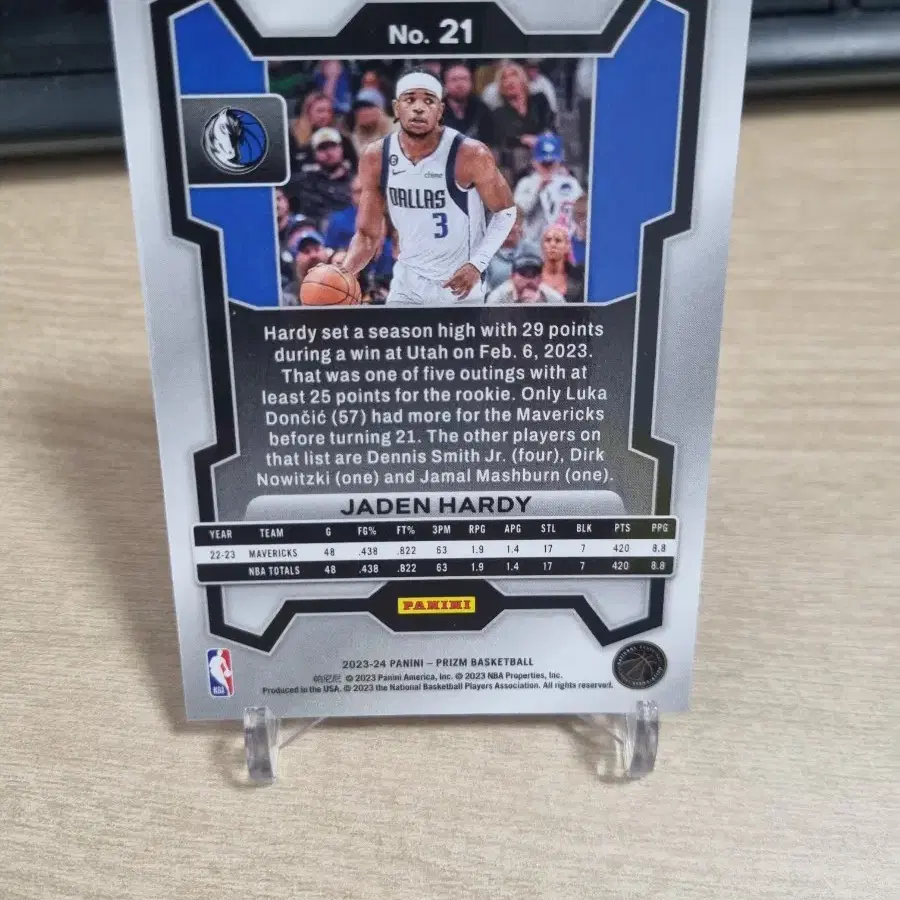 No. 21
chime
DALLAS
3
Hardy set a season high with 29 points
during a win at Utah on Feb. 6, 2023.
That was one of five outings with at
least 25 points for the rookie. Only Luka
Dončić (57) had more for the Mavericks
before turning 21. The other players on
that list are Dennis Smith Jr. (four), Dirk
Nowitzki (one) and Jamal Mashburn (one).
JADEN HARDY
YEAR TEAM G FG% FT% 3PM RPG APG STL BLK PTS PPG
22-23 MAVERICKS 48 .438 .822 63 1.9 1.4 17 7 420 8.8
NBA TOTALS 48 .438 .822 63 1.9 1.4 17 7 420 8.8
PANINI
2023-24 PANINI – PRIZM BASKETBALL
帕尼尼 © 2023 Panini America, Inc. © 2023 NBA Properties, Inc.
Produced in the USA. © 2023 the National Basketball Players Association. All rights reserved.
NBA